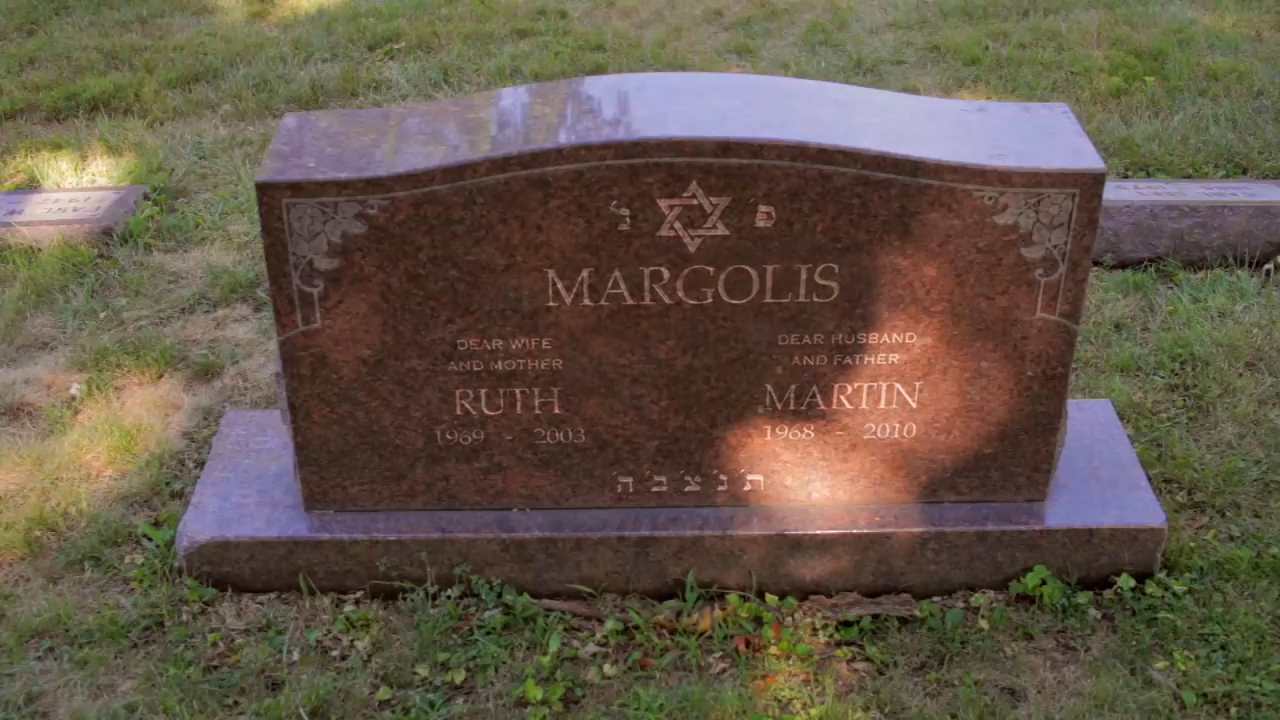 פ׳ נ׳
MARGOLIS
DEAR WIFE
AND MOTHER
RUTH
1969 - 2003
DEAR HUSBAND
AND FATHER
MARTIN
1968 - 2010
ת׳נ׳צ׳ב׳ה